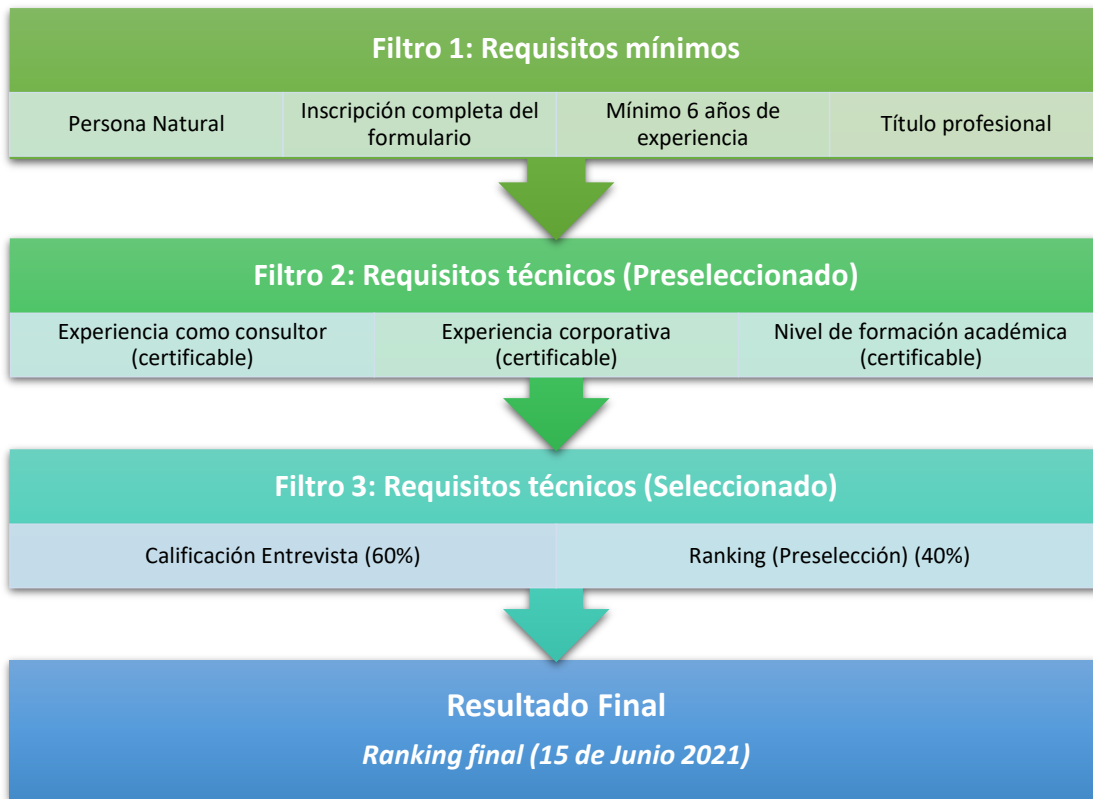 Filtro 1: Requisitos mínimos
Persona Natural
Inscripción completa del
formulario
Mínimo 6 años de
experiencia
Título profesional
Filtro 2: Requisitos técnicos (Preseleccionado)
Experiencia como consultor
(certificable)
Experiencia corporativa
(certificable)
Nivel de formación académica
(certificable)
Filtro 3: Requisitos técnicos (Seleccionado)
Calificación Entrevista (60%)
Ranking (Preselección) (40%)
Resultado Final
Ranking final (15 de Junio 2021)